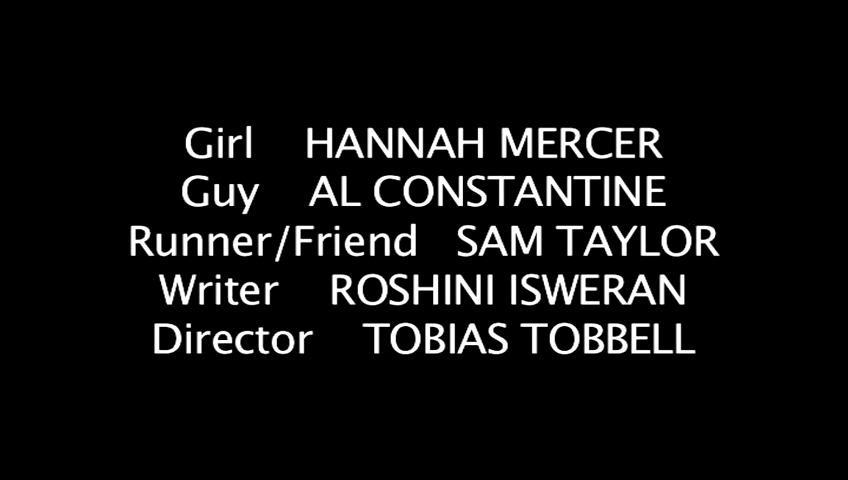 Girl HANNAH MERCER
Guy AL CONSTANTINE
Runner/Friend SAM TAYLOR
Writer ROSHINI ISWERAN
Director TOBIAS TOBBELL